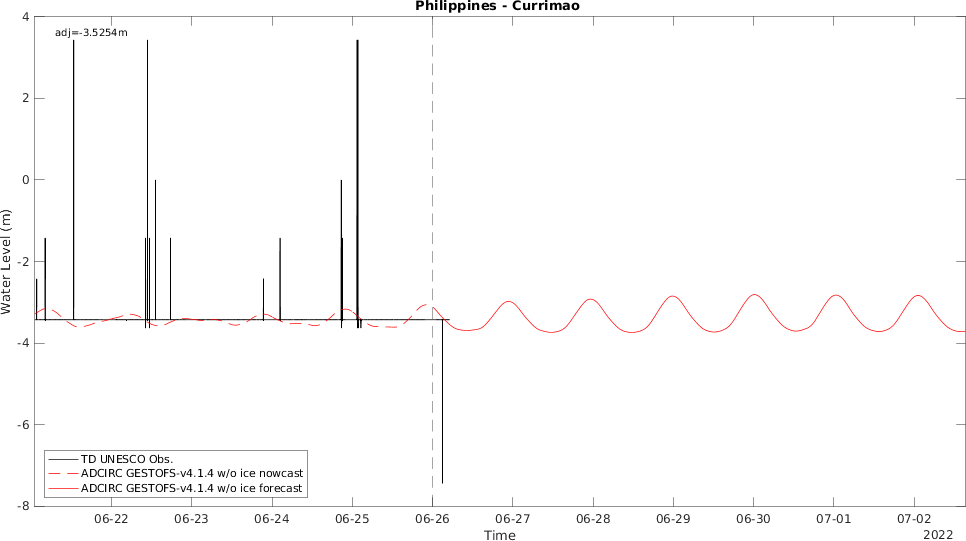 Philippines - Currimao
adj=-3.5254m
4
2
0
-2
-4
-6
-8
Water Level (m)
TD UNESCO Obs.
ADCIRC GESTOFS-v4.1.4 w/o ice nowcast
ADCIRC GESTOFS-v4.1.4 w/o ice forecast
06-22 06-23 06-24 06-25 06-26 06-27 06-28 06-29 06-30 07-01 07-02
Time
2022